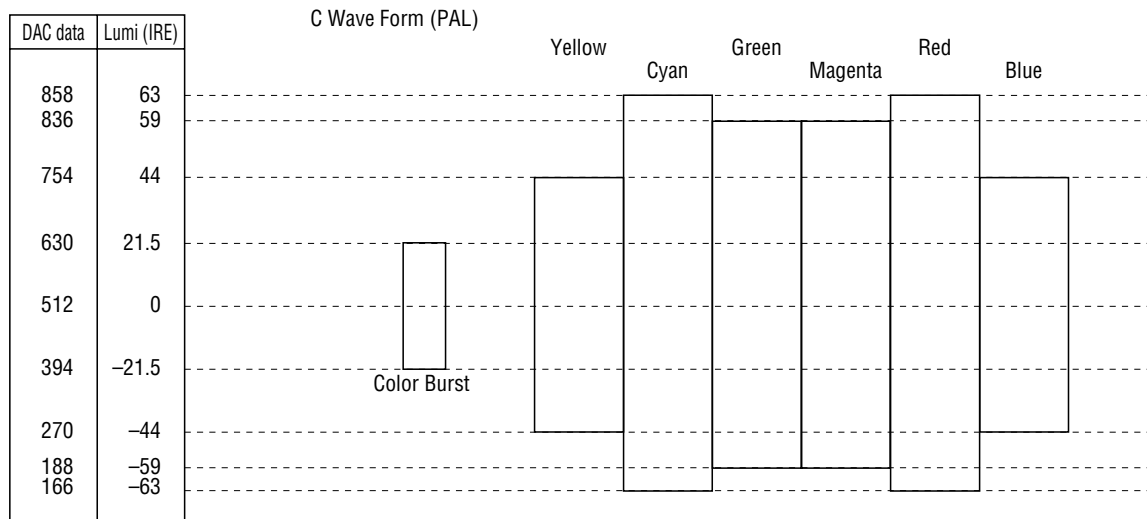 C Wave Form (PAL)
DAC data Lumi (IRE)
Yellow Green Red
Cyan Magenta Blue
858 63
836 59
754 44
630 21.5
512 0
394 –21.5
Color Burst
270 –44
188 –59
166 –63